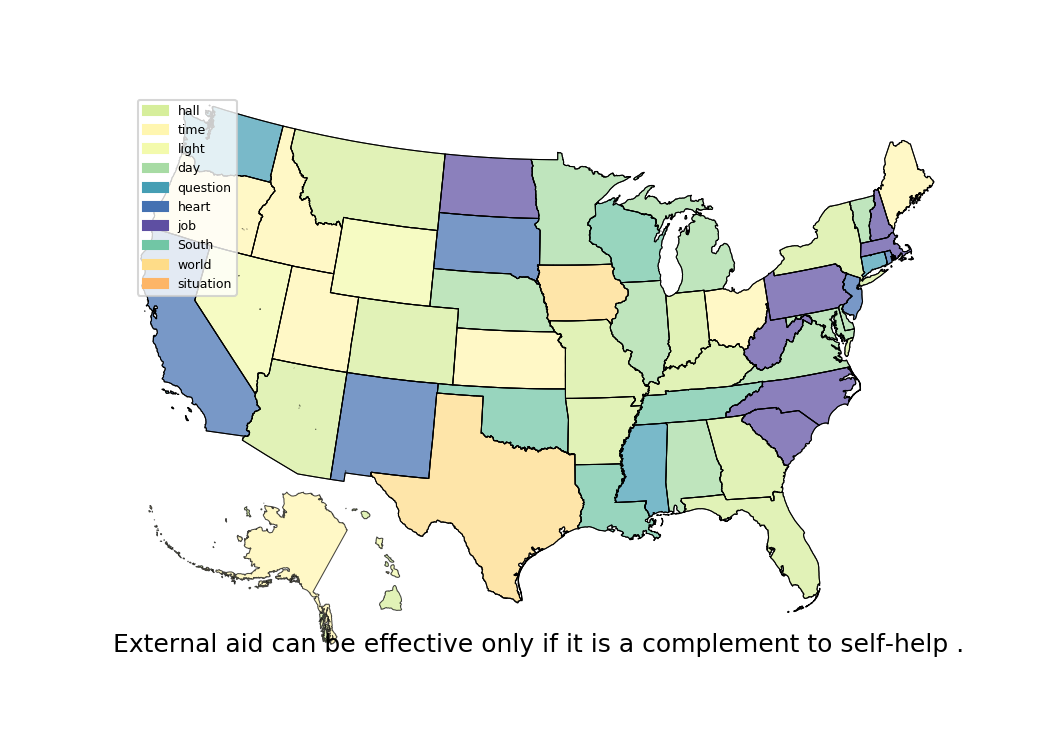 hall
time
light
day
question
heart
job
South
world
situation
External aid can be effective only if it is a complement to self-help .